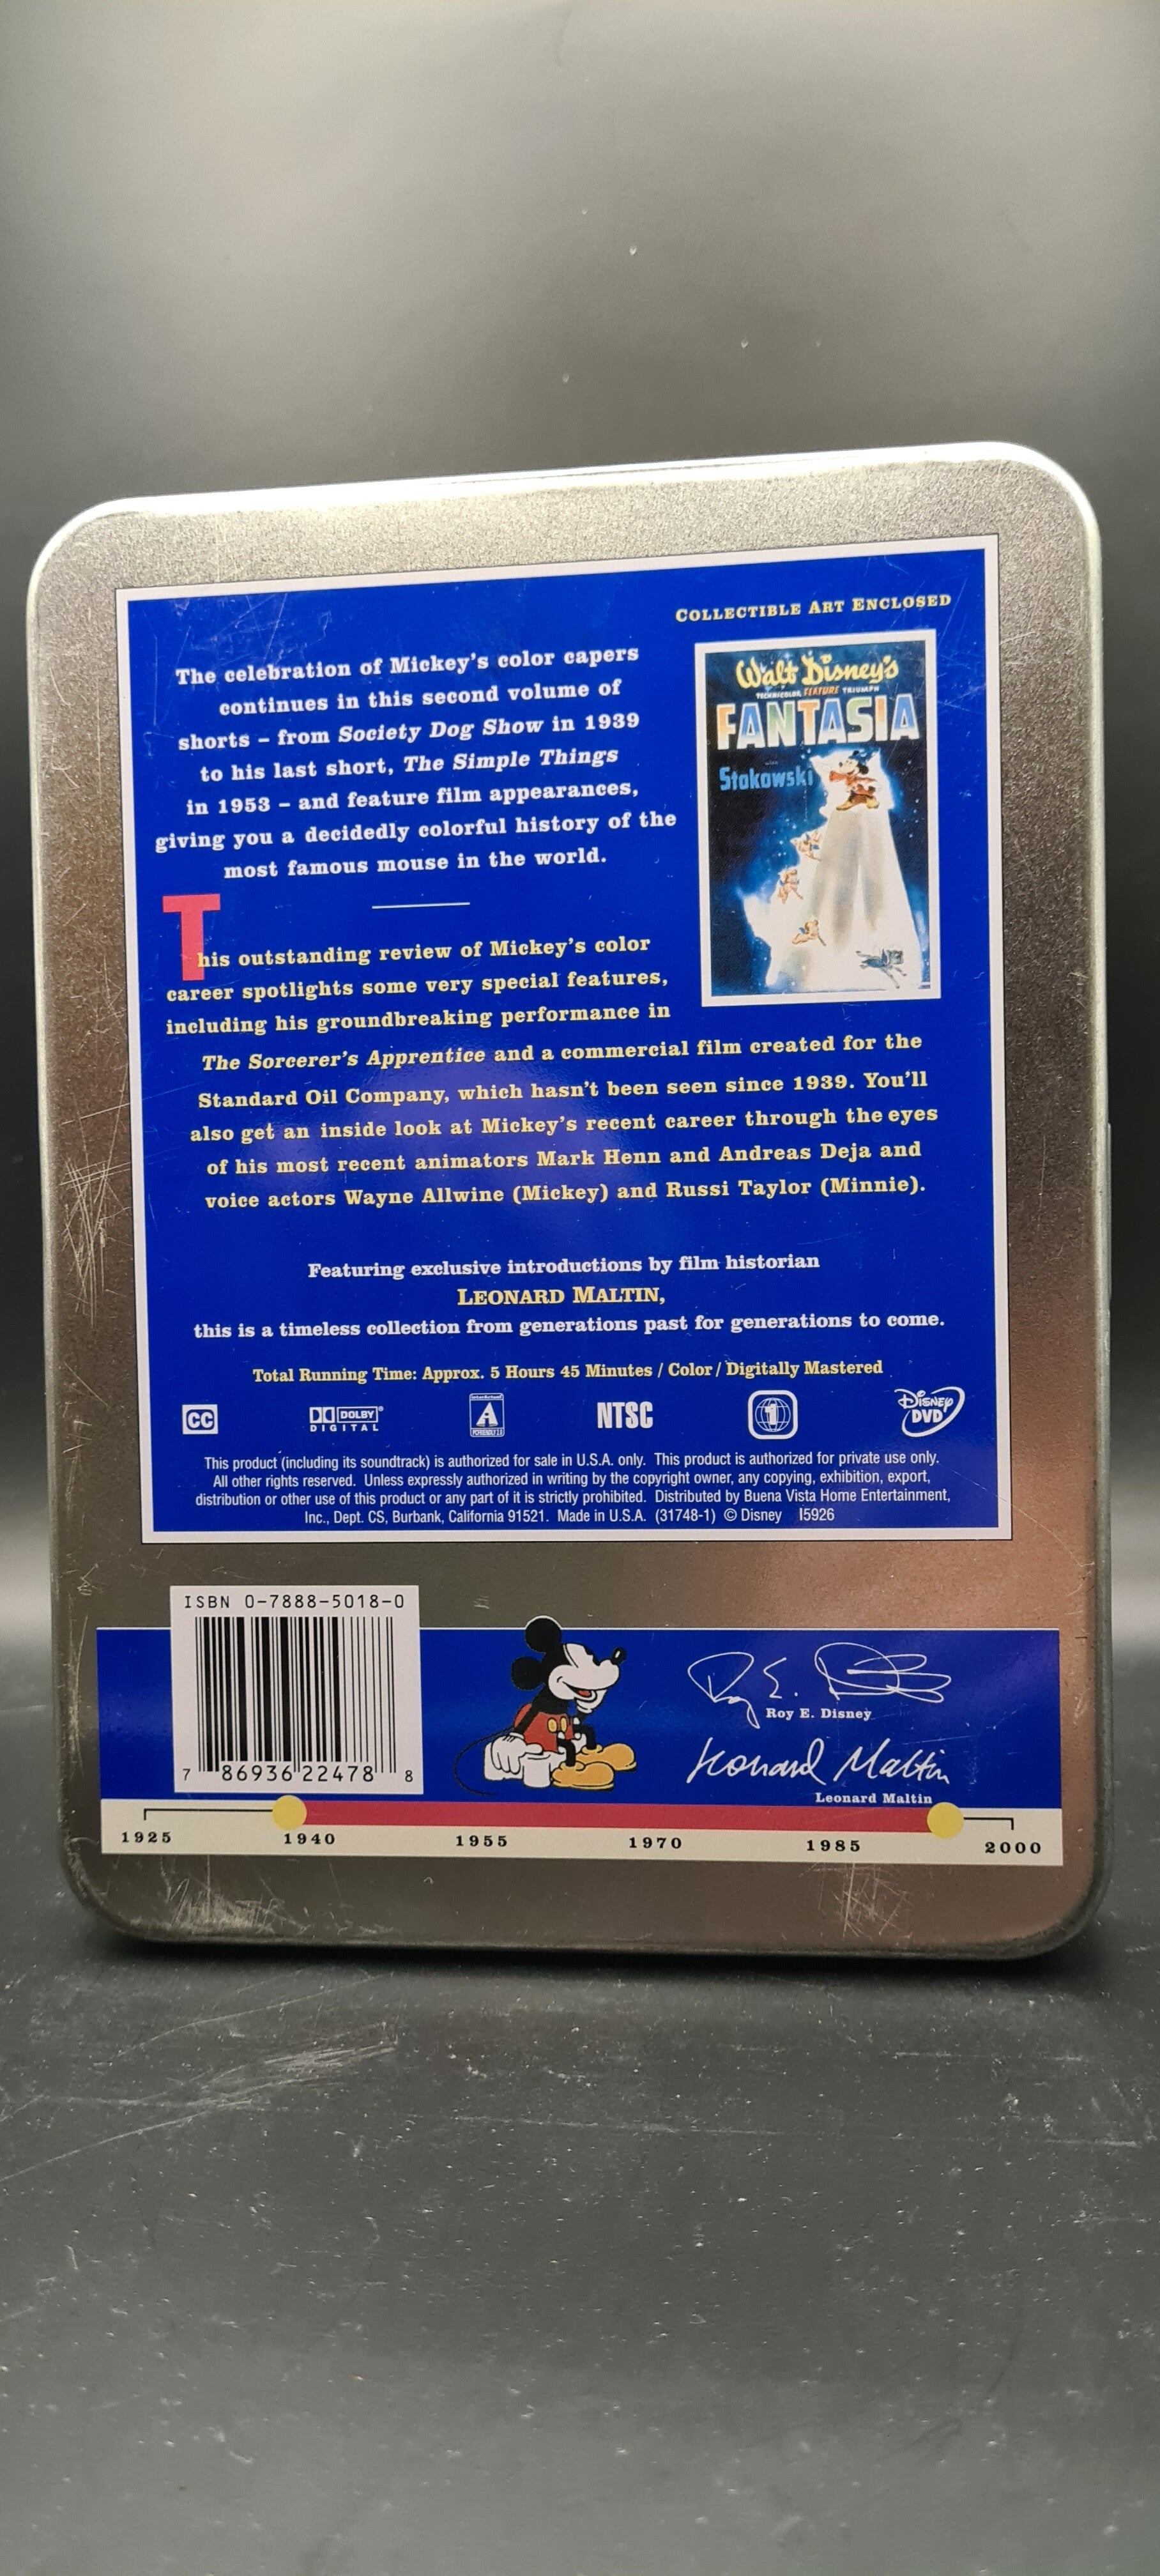 COLLECTIBLE ART ENCLOSED
The celebration of Mickey's color capers
continues in this second volume of
shorts – from Society Dog Show in 1939
to his last short, The Simple Things
in 1953 – and feature film appearances,
giving you a decidedly colorful history of the
most famous mouse in the world.
Walt Disney's
TECHNICOLOR FEATURE TRIUMPH
FANTASIA
Stokowski
This outstanding review of Mickey's color
career spotlights some very special features,
including his groundbreaking performance in
The Sorcerer's Apprentice and a commercial film created for the
Standard Oil Company, which hasn't been seen since 1939. You'll
also get an inside look at Mickey's recent career through the eyes
of his most recent animators Mark Henn and Andreas Deja and
voice actors Wayne Allwine (Mickey) and Russi Taylor (Minnie).
Featuring exclusive introductions by film historian
LEONARD MALTIN,
this is a timeless collection from generations past for generations to come.
Total Running Time: Approx. 5 Hours 45 Minutes / Color / Digitally Mastered
CC
DOLBY®
DIGITAL
A
NTSC
1
DISNEY
DVD
This product (including its soundtrack) is authorized for sale in U.S.A. only. This product is authorized for private use only.
All other rights reserved. Unless expressly authorized in writing by the copyright owner, any copying, exhibition, export,
distribution or other use of this product or any part of it is strictly prohibited. Distributed by Buena Vista Home Entertainment,
Inc., Dept. CS, Burbank, California 91521. Made in U.S.A. (31748-1) © Disney I5926
ISBN 0-7888-5018-0
7 86936 22478 8
Roy E. Disney
Roy E. Disney
Leonard Maltin
Leonard Maltin
1925 1940 1955 1970 1985 2000